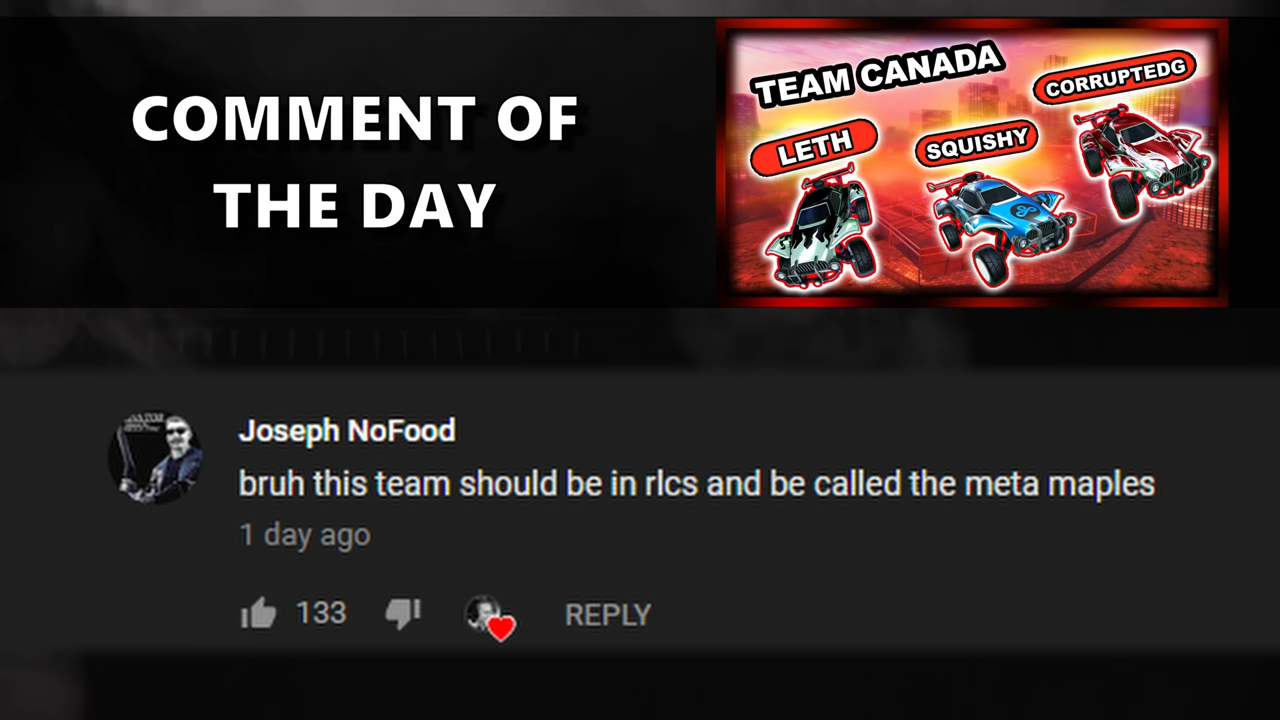 COMMENT OF
THE DAY
TEAM CANADA
LETH
SQUISHY
CORRUPTEDG
Joseph NoFood
bruh this team should be in rlcs and be called the meta maples
1 day ago
133
REPLY